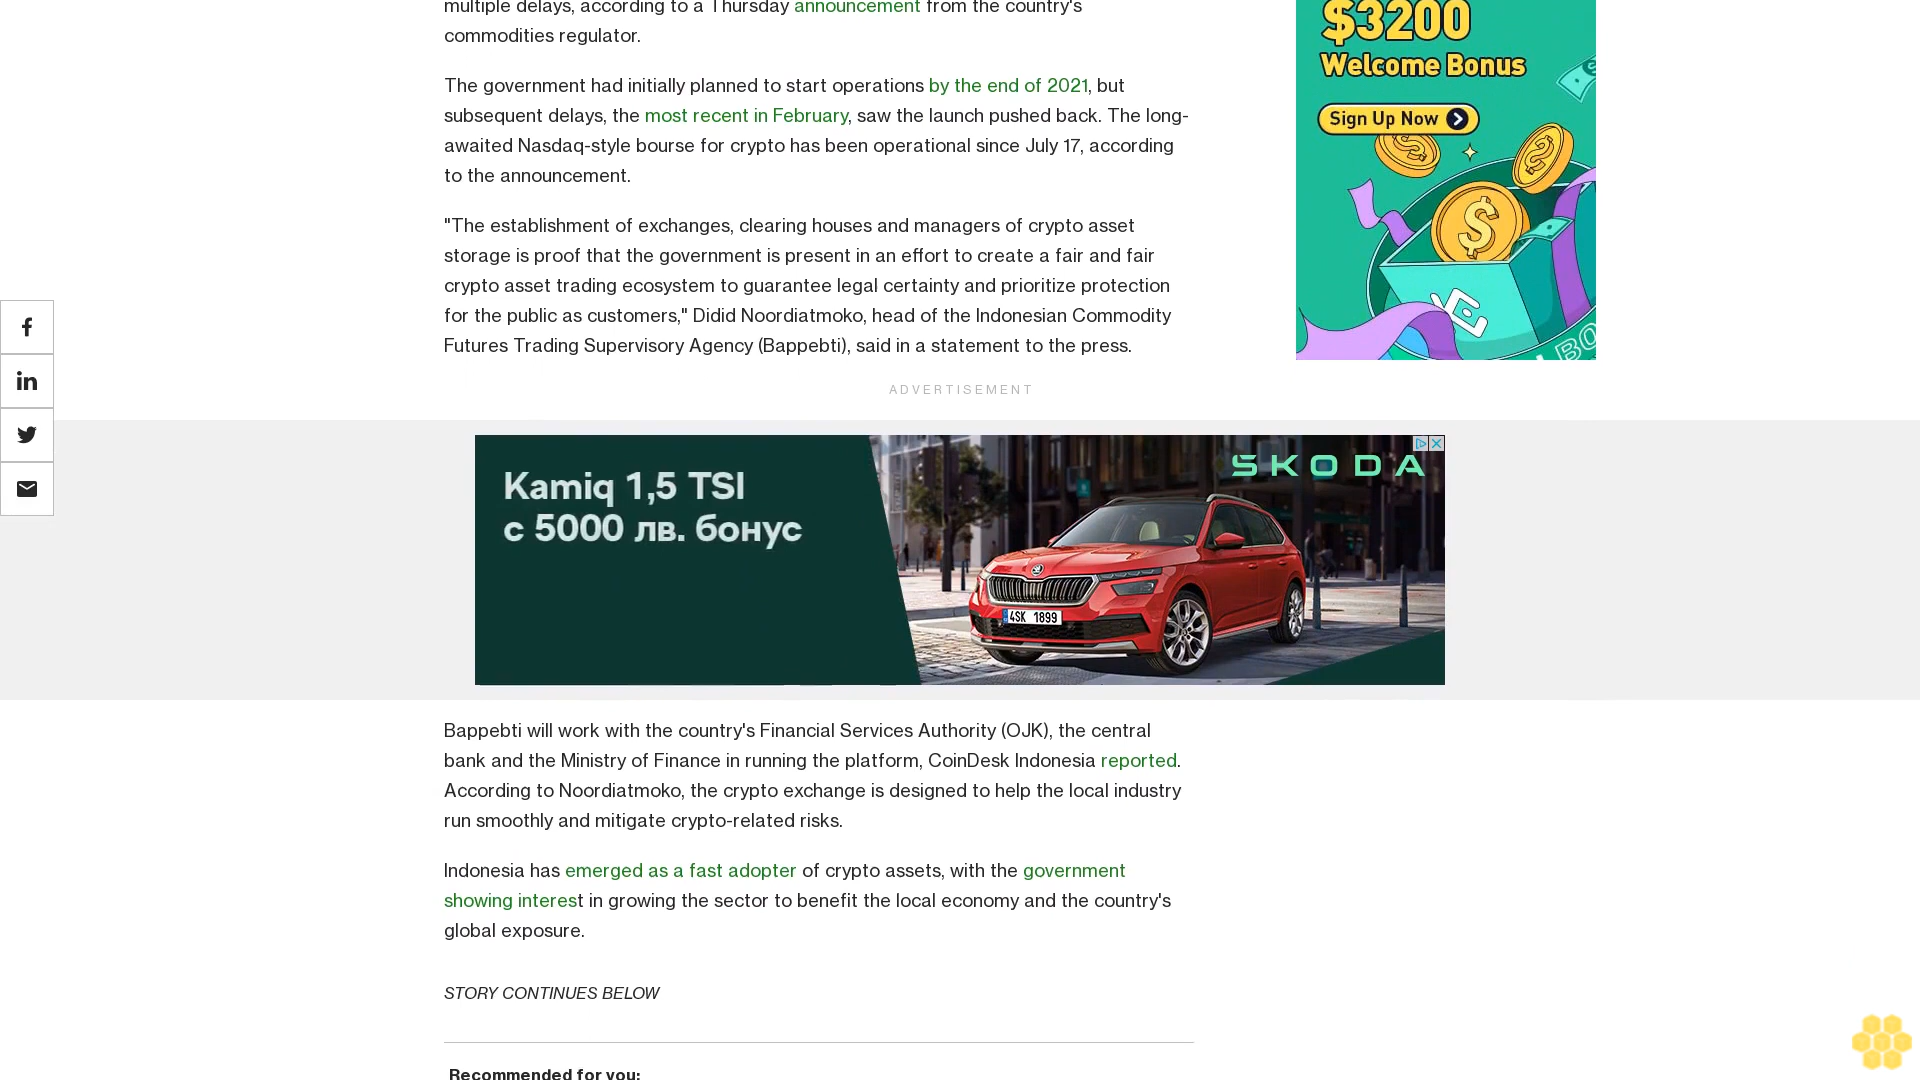 multiple delays, according to a Thursday announcement from the country's
commodities regulator.
The government had initially planned to start operations by the end of 2021, but
subsequent delays, the most recent in February, saw the launch pushed back. The long-
awaited Nasdaq-style bourse for crypto has been operational since July 17, according
to the announcement.
"The establishment of exchanges, clearing houses and managers of crypto asset
storage is proof that the government is present in an effort to create a fair and fair
crypto asset trading ecosystem to guarantee legal certainty and prioritize protection
for the public as customers," Didid Noordiatmoko, head of the Indonesian Commodity
Futures Trading Supervisory Agency (Bappebti), said in a statement to the press.
$3200
Welcome Bonus
Sign Up Now
ADVERTISEMENT
Kamiq 1,5 TSI
с 5000 лв. бонус
SKODA
4SK 1899
Bappebti will work with the country's Financial Services Authority (OJK), the central
bank and the Ministry of Finance in running the platform, CoinDesk Indonesia reported.
According to Noordiatmoko, the crypto exchange is designed to help the local industry
run smoothly and mitigate crypto-related risks.
Indonesia has emerged as a fast adopter of crypto assets, with the government
showing interest in growing the sector to benefit the local economy and the country's
global exposure.
STORY CONTINUES BELOW
Recommended for you: